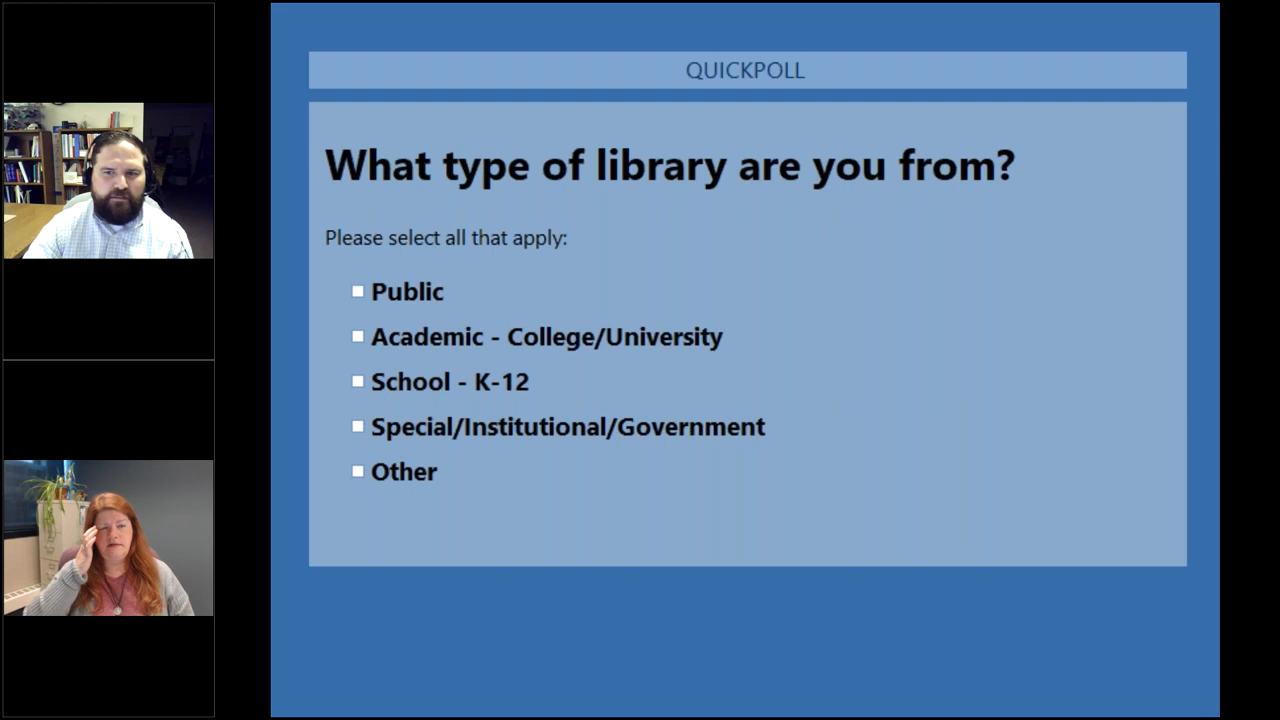 QUICKPOLL
What type of library are you from?
Please select all that apply:
Public
Academic - College/University
School - K-12
Special/Institutional/Government
Other